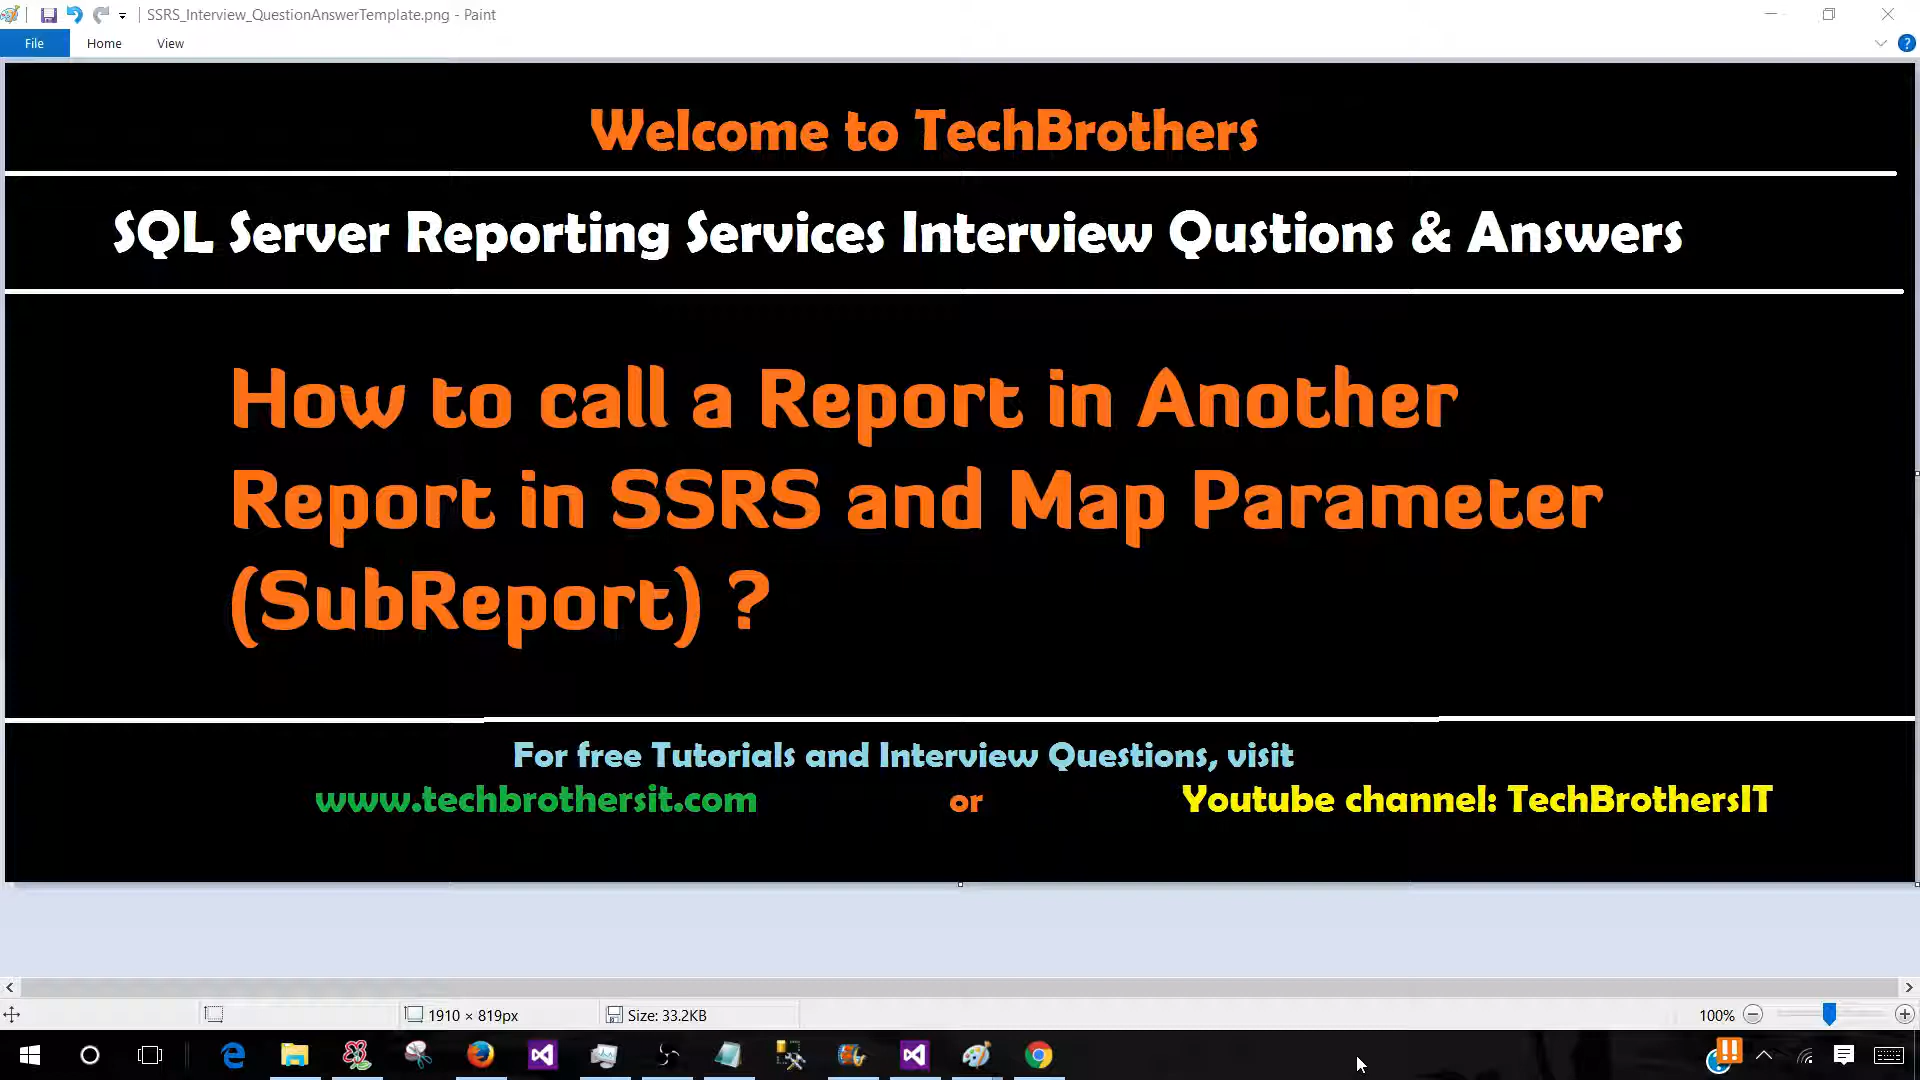 SSRS_Interview_QuestionAnswerTemplate.png - Paint
File Home View
Welcome to TechBrothers
SQL Server Reporting Services Interview Qustions & Answers
How to call a Report in Another
Report in SSRS and Map Parameter
(SubReport) ?
For free Tutorials and Interview Questions, visit
www.techbrothersit.com or Youtube channel: TechBrothersIT
1910 × 819px Size: 33.2KB 100%